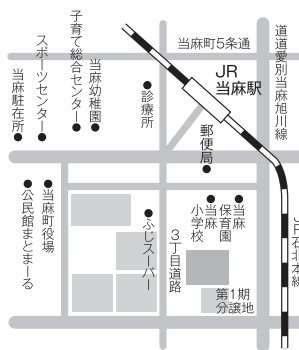 当麻町5条通
JR
当麻駅
道道愛別当麻旭川線
子育て総合センター
当麻幼稚園
スポーツセンター
当麻駐在所
診療所
郵便局
当麻町役場
公民館まとまーる
ふじスーパー
3丁目道路
当麻
小学校
当麻
保育園
第1期
分譲地
JR石北本線